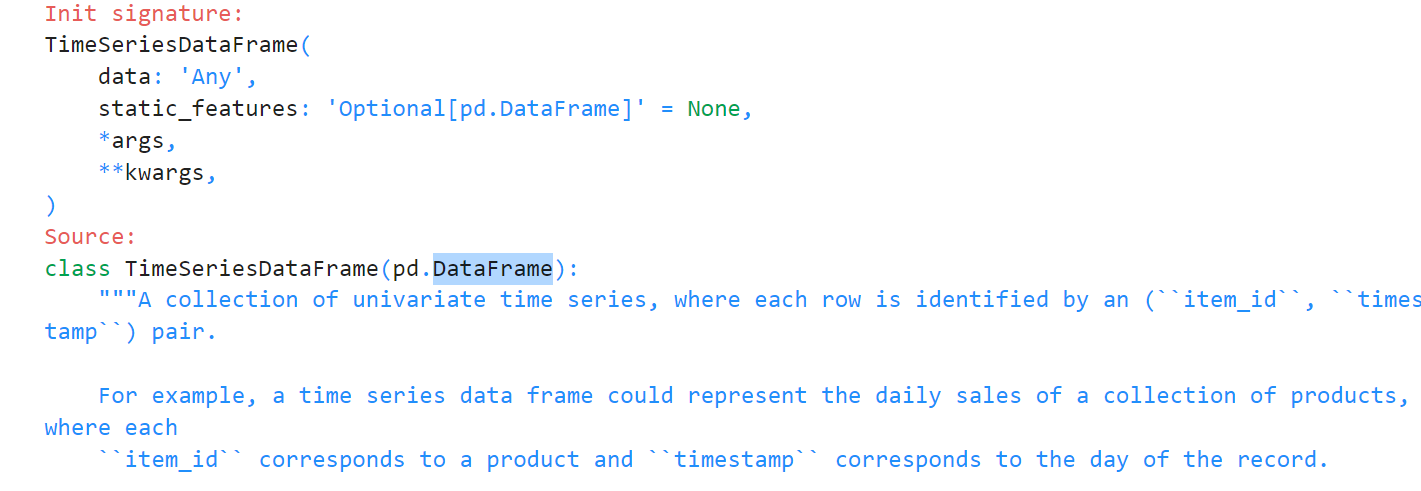 Init signature:
TimeSeriesDataFrame(
    data: 'Any',
    static_features: 'Optional[pd.DataFrame]' = None,
    *args,
    **kwargs,
)
Source:
class TimeSeriesDataFrame(pd.DataFrame):
    """A collection of univariate time series, where each row is identified by an (``item_id``, ``times
tamp``) pair.

    For example, a time series data frame could represent the daily sales of a collection of products,
where each
    ``item_id`` corresponds to a product and ``timestamp`` corresponds to the day of the record.